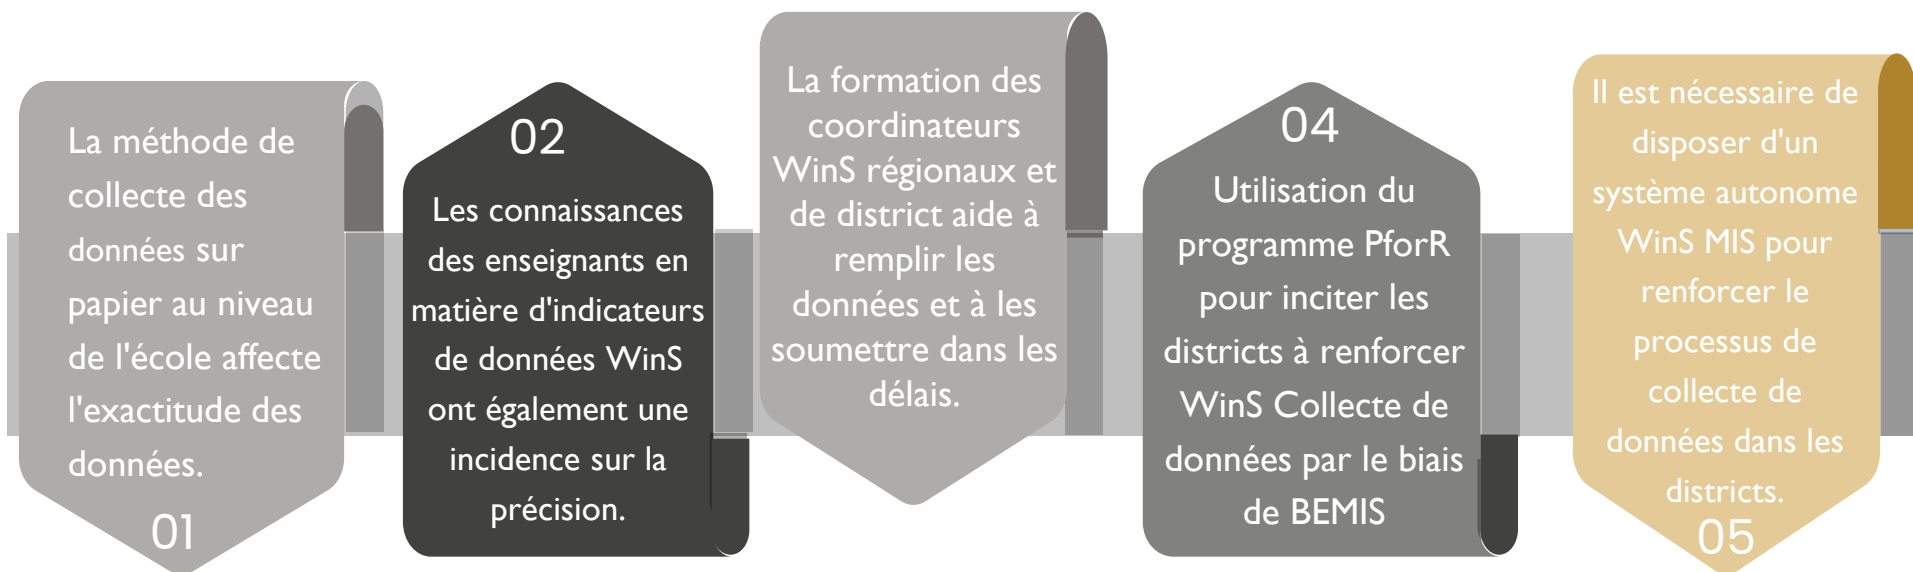 La méthode de
collecte des
données sur
papier au niveau
de l'école affecte
l'exactitude des
données.
01
02
Les connaissances
des enseignants en
matière d'indicateurs
de données WinS
ont également une
incidence sur la
précision.
La formation des
coordinateurs
WinS régionaux et
de district aide à
remplir les
données et à les
soumettre dans les
délais.
04
Utilisation du
programme PforR
pour inciter les
districts à renforcer
WinS Collecte de
données par le biais
de BEMIS
Il est nécessaire de
disposer d'un
système autonome
WinS MIS pour
renforcer le
processus de
collecte de
données dans les
districts.
05